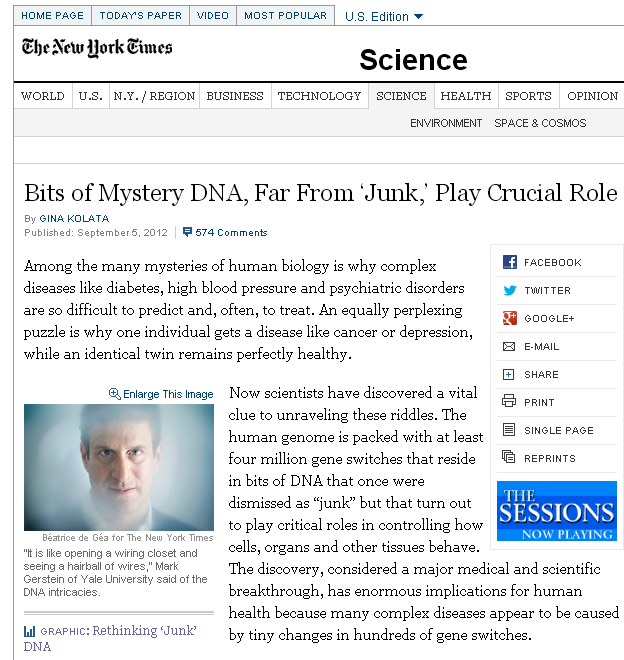 HOME PAGE TODAY'S PAPER VIDEO MOST POPULAR U.S. Edition
The New York Times
Science
WORLD U.S. N.Y. / REGION BUSINESS TECHNOLOGY SCIENCE HEALTH SPORTS OPINION
ENVIRONMENT SPACE & COSMOS
Bits of Mystery DNA, Far From ‘Junk,’ Play Crucial Role
By GINA KOLATA
Published: September 5, 2012 574 Comments
Among the many mysteries of human biology is why complex
diseases like diabetes, high blood pressure and psychiatric disorders
are so difficult to predict and, often, to treat. An equally perplexing
puzzle is why one individual gets a disease like cancer or depression,
while an identical twin remains perfectly healthy.
FACEBOOK
TWITTER
GOOGLE+
E-MAIL
SHARE
PRINT
SINGLE PAGE
REPRINTS
THE
SESSIONS
NOW PLAYING
Enlarge This Image
Béatrice de Géa for The New York Times
"It is like opening a wiring closet and
seeing a hairball of wires," Mark
Gerstein of Yale University said of the
DNA intricacies.
GRAPHIC: Rethinking ‘Junk’
DNA
Now scientists have discovered a vital
clue to unraveling these riddles. The
human genome is packed with at least
four million gene switches that reside
in bits of DNA that once were
dismissed as “junk” but that turn out
to play critical roles in controlling how
cells, organs and other tissues behave.
The discovery, considered a major medical and scientific
breakthrough, has enormous implications for human
health because many complex diseases appear to be caused
by tiny changes in hundreds of gene switches.